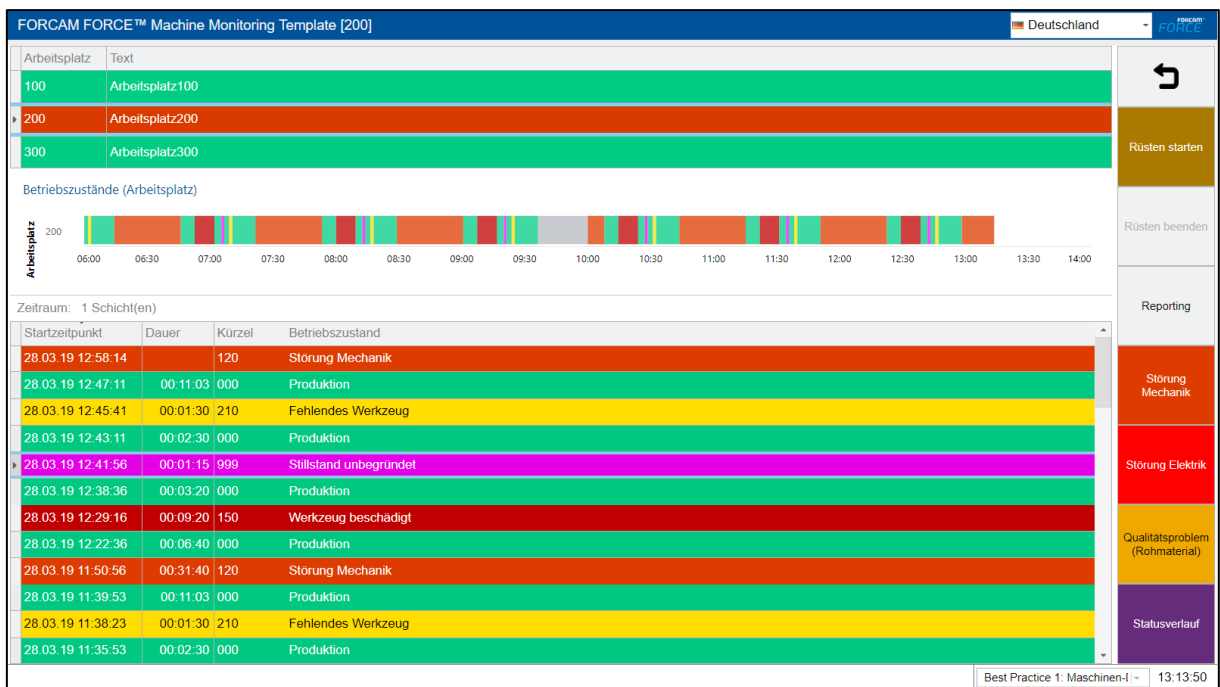 FORCAM FORCE™ Machine Monitoring Template [200]
Deutschland
FORCAM™
FORCE
Arbeitsplatz Text
100 Arbeitsplatz100
200 Arbeitsplatz200
300 Arbeitsplatz300
Rüsten starten
Betriebszustände (Arbeitsplatz)
Arbeitsplatz
200
06:00 06:30 07:00 07:30 08:00 08:30 09:00 09:30 10:00 10:30 11:00 11:30 12:00 12:30 13:00 13:30 14:00
Rüsten beenden
Zeitraum: 1 Schicht(en)
Reporting
Startzeitpunkt Dauer Kürzel Betriebszustand
28.03.19 12:58:14 120 Störung Mechanik
28.03.19 12:47:11 00:11:03 000 Produktion
28.03.19 12:45:41 00:01:30 210 Fehlendes Werkzeug
28.03.19 12:43:11 00:02:30 000 Produktion
28.03.19 12:41:56 00:01:15 999 Stillstand unbegründet
28.03.19 12:38:36 00:03:20 000 Produktion
28.03.19 12:29:16 00:09:20 150 Werkzeug beschädigt
28.03.19 12:22:36 00:06:40 000 Produktion
28.03.19 11:50:56 00:31:40 120 Störung Mechanik
28.03.19 11:39:53 00:11:03 000 Produktion
28.03.19 11:38:23 00:01:30 210 Fehlendes Werkzeug
28.03.19 11:35:53 00:02:30 000 Produktion
Störung
Mechanik
Störung Elektrik
Qualitätsproblem
(Rohmaterial)
Statusverlauf
Best Practice 1: Maschinen-
13:13:50